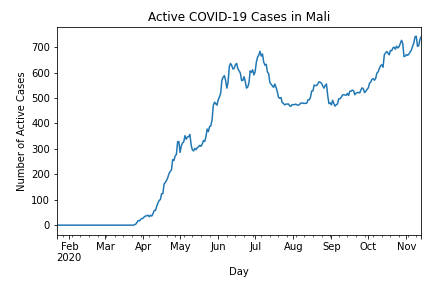 Active COVID-19 Cases in Mali
Number of Active Cases
700
600
500
400
300
200
100
0
Feb Mar Apr May Jun Jul Aug Sep Oct Nov
2020
Day